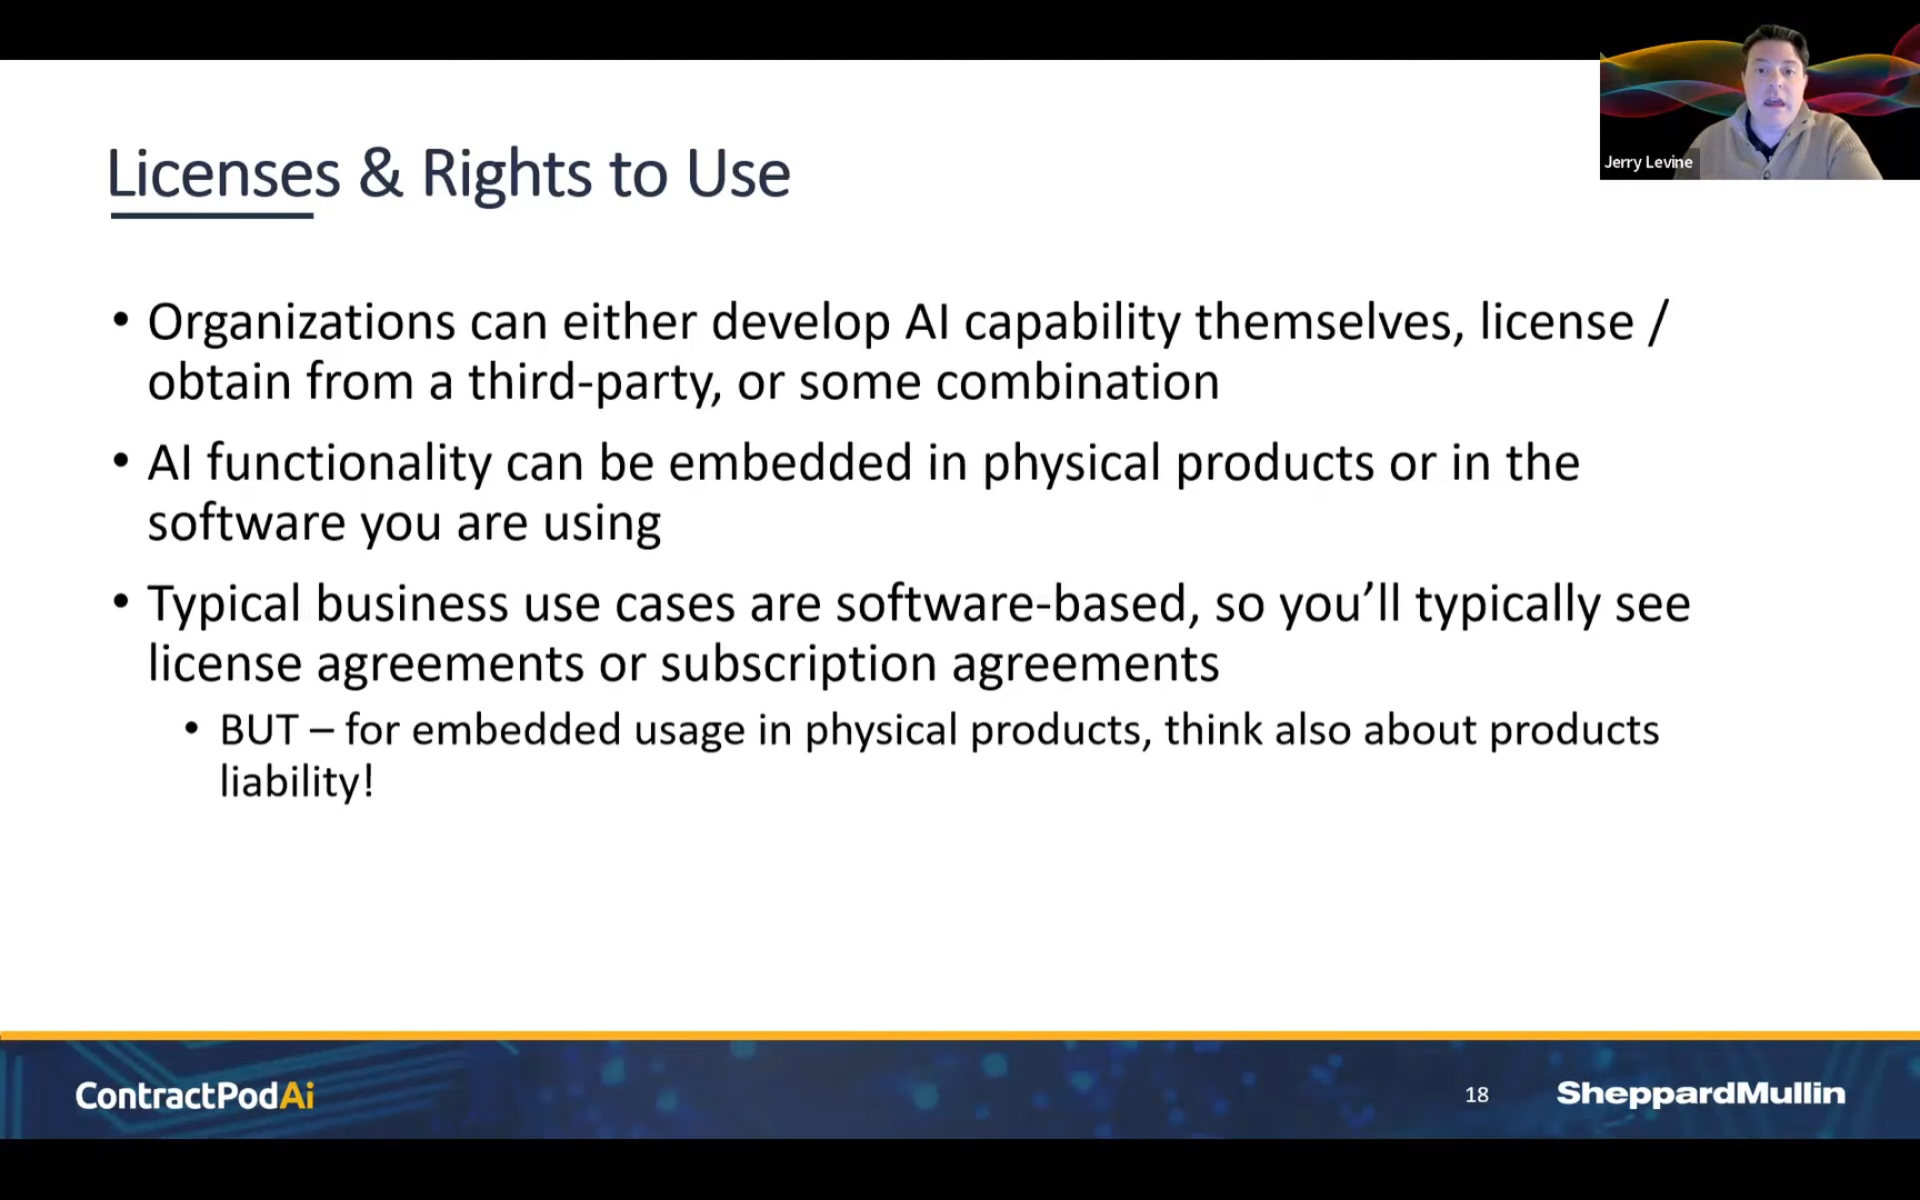 Jerry Levine
Licenses & Rights to Use
• Organizations can either develop AI capability themselves, license /
obtain from a third-party, or some combination
• AI functionality can be embedded in physical products or in the
software you are using
• Typical business use cases are software-based, so you’ll typically see
license agreements or subscription agreements
• BUT – for embedded usage in physical products, think also about products
liability!
ContractPodAi
18
SheppardMullin